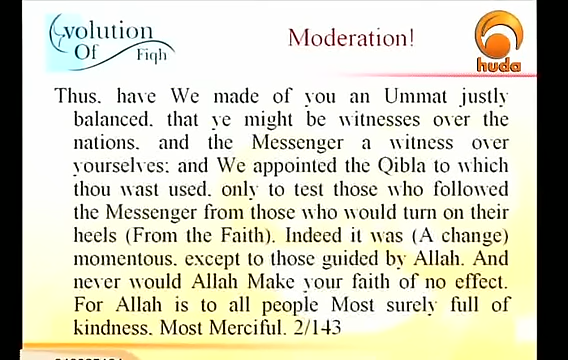 Evolution
Of Fiqh
Moderation!
huda
Thus, have We made of you an Ummat justly
balanced, that ye might be witnesses over the
nations, and the Messenger a witness over
yourselves; and We appointed the Qibla to which
thou wast used, only to test those who followed
the Messenger from those who would turn on their
heels (From the Faith). Indeed it was (A change)
momentous, except to those guided by Allah. And
never would Allah Make your faith of no effect.
For Allah is to all people Most surely full of
kindness, Most Merciful. 2/143